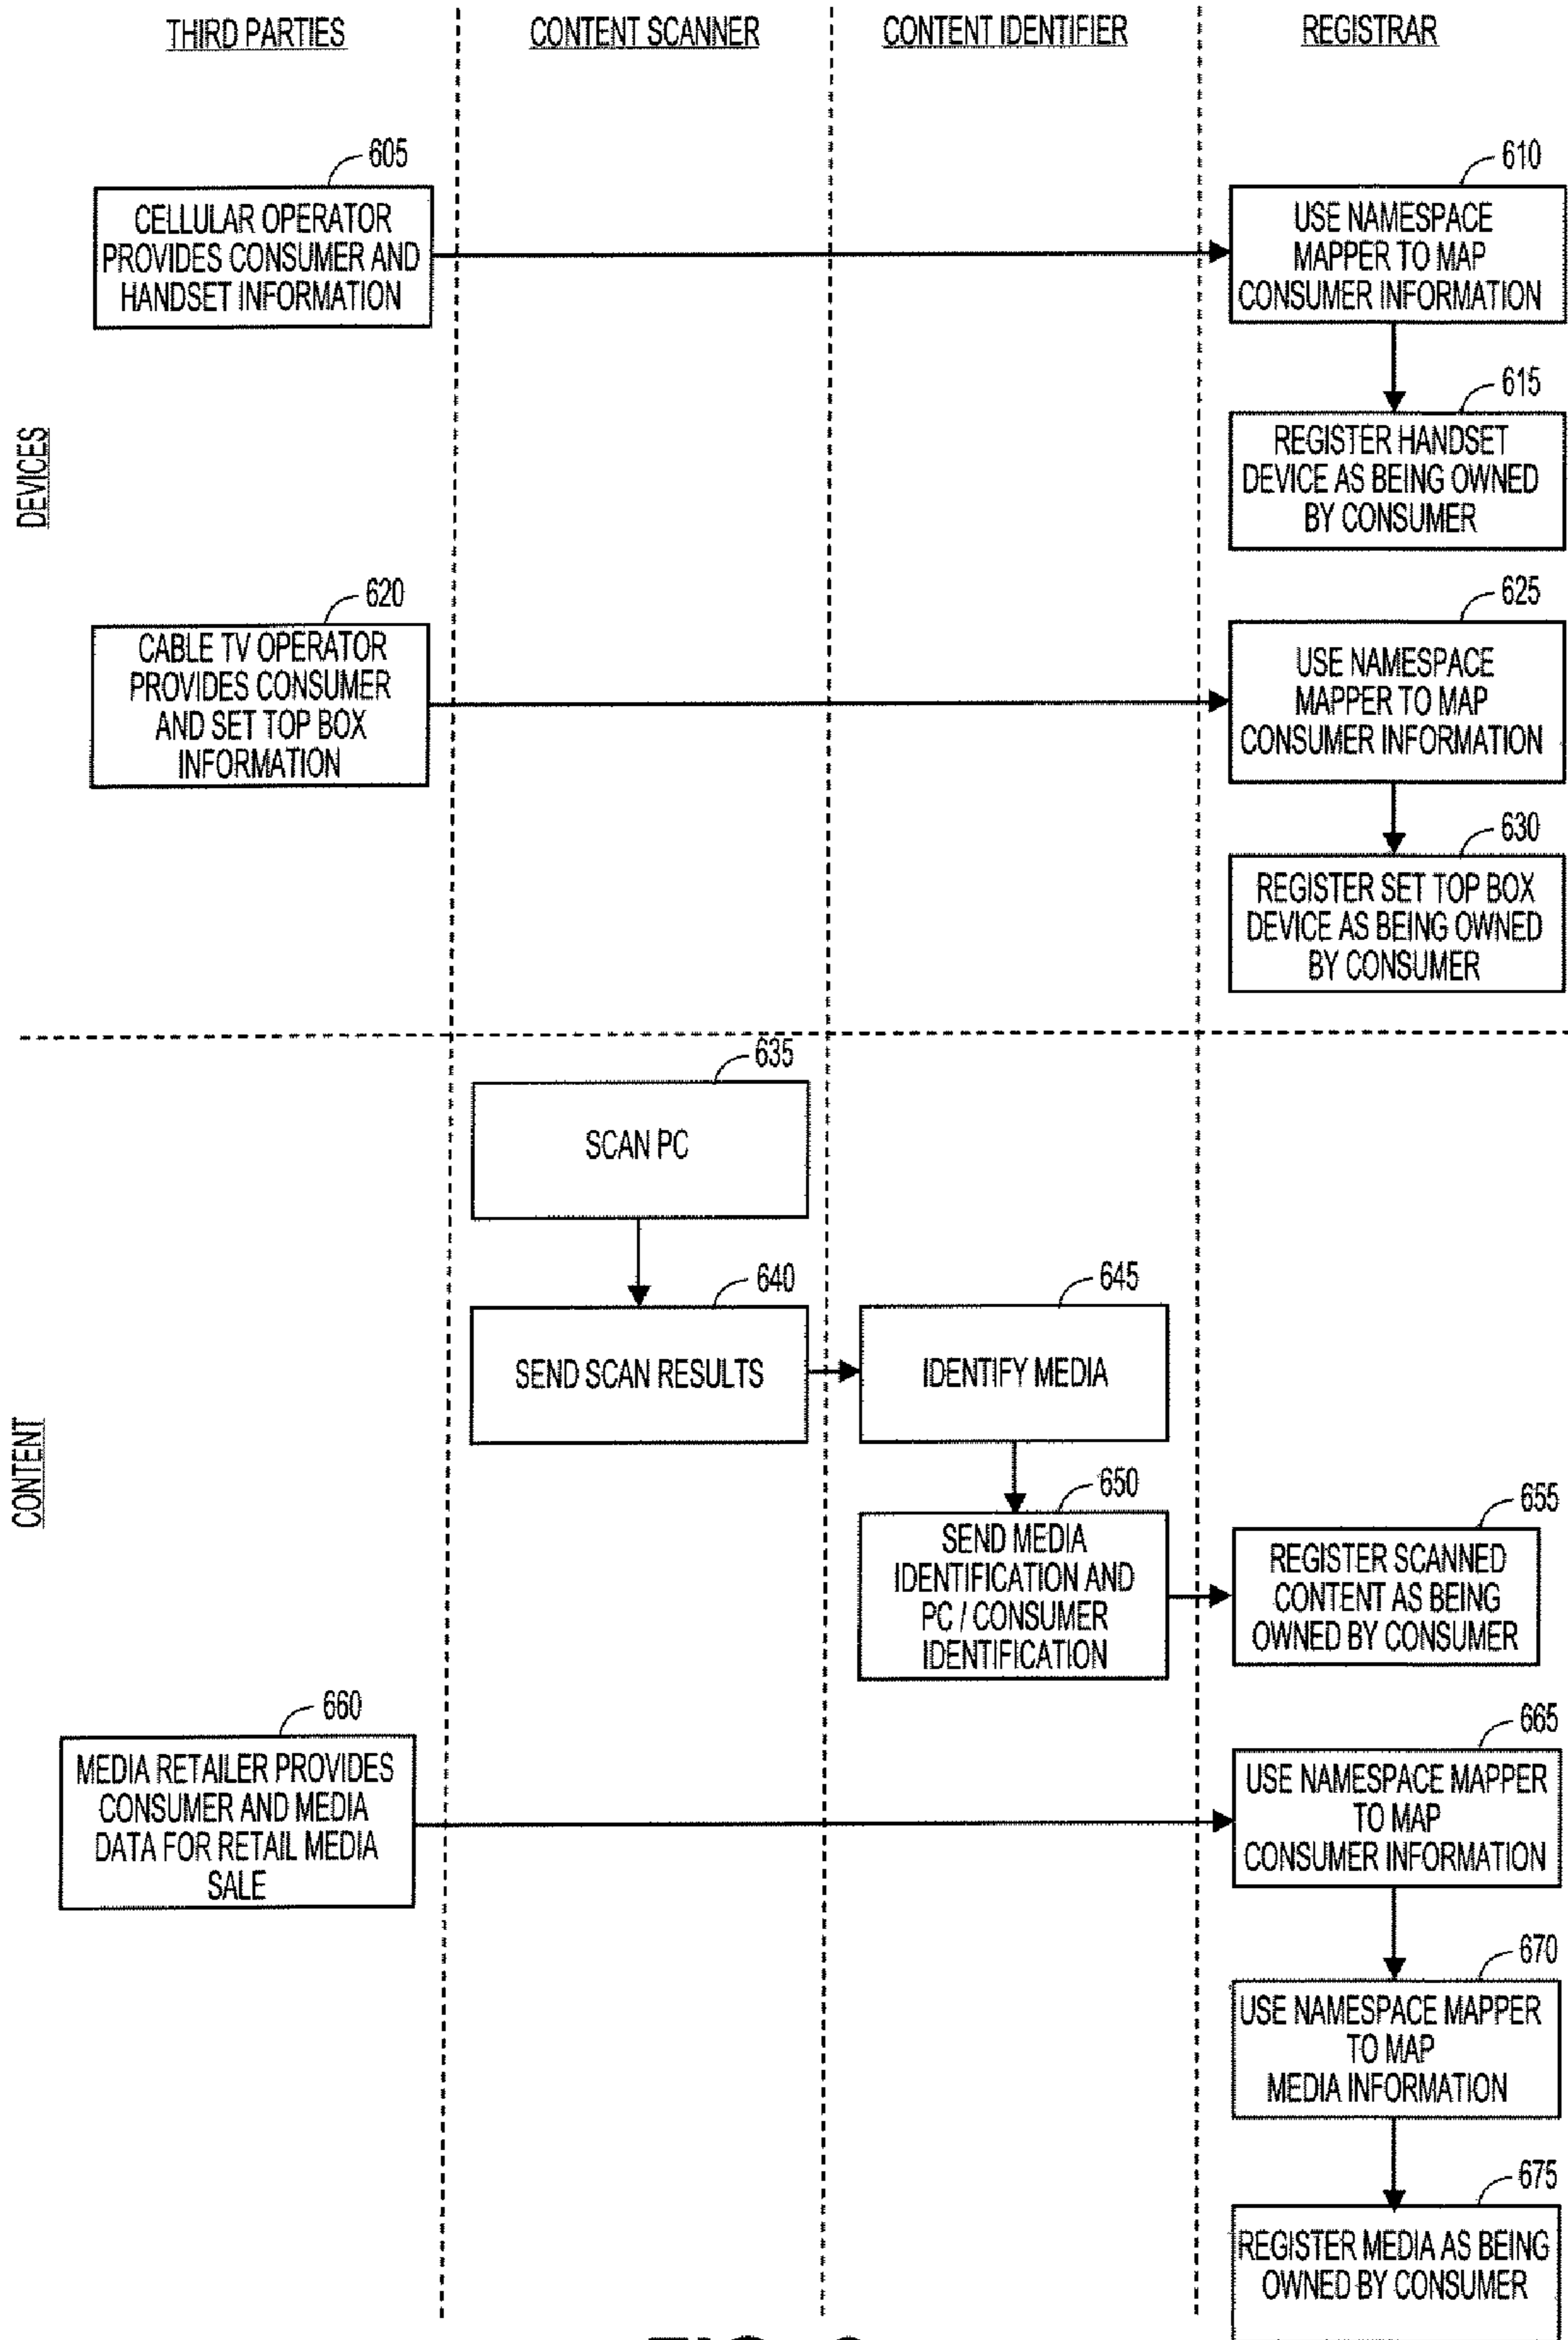 THIRD PARTIES
CONTENT SCANNER
CONTENT IDENTIFIER
REGISTRAR
DEVICES
605
CELLULAR OPERATOR
PROVIDES CONSUMER AND
HANDSET INFORMATION
610
USE NAMESPACE
MAPPER TO MAP
CONSUMER INFORMATION
615
REGISTER HANDSET
DEVICE AS BEING OWNED
BY CONSUMER
620
CABLE TV OPERATOR
PROVIDES CONSUMER
AND SET TOP BOX
INFORMATION
625
USE NAMESPACE
MAPPER TO MAP
CONSUMER INFORMATION
630
REGISTER SET TOP BOX
DEVICE AS BEING OWNED
BY CONSUMER
CONTENT
635
SCAN PC
640
SEND SCAN RESULTS
645
IDENTIFY MEDIA
650
SEND MEDIA
IDENTIFICATION AND
PC / CONSUMER
IDENTIFICATION
655
REGISTER SCANNED
CONTENT AS BEING
OWNED BY CONSUMER
660
MEDIA RETAILER PROVIDES
CONSUMER AND MEDIA
DATA FOR RETAIL MEDIA
SALE
665
USE NAMESPACE MAPPER
TO MAP
CONSUMER INFORMATION
670
USE NAMESPACE MAPPER
TO MAP
MEDIA INFORMATION
675
REGISTER MEDIA AS BEING
OWNED BY CONSUMER